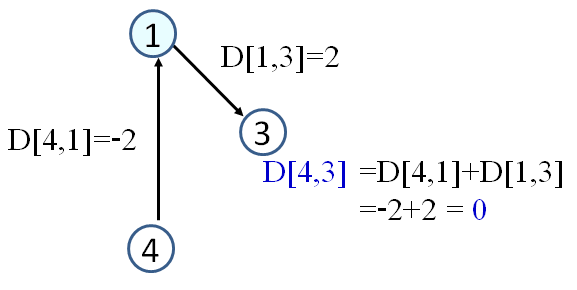 1
D[1,3]=2
D[4,1]=-2
3
D[4,3] =D[4,1]+D[1,3]
=-2+2 = 0
4